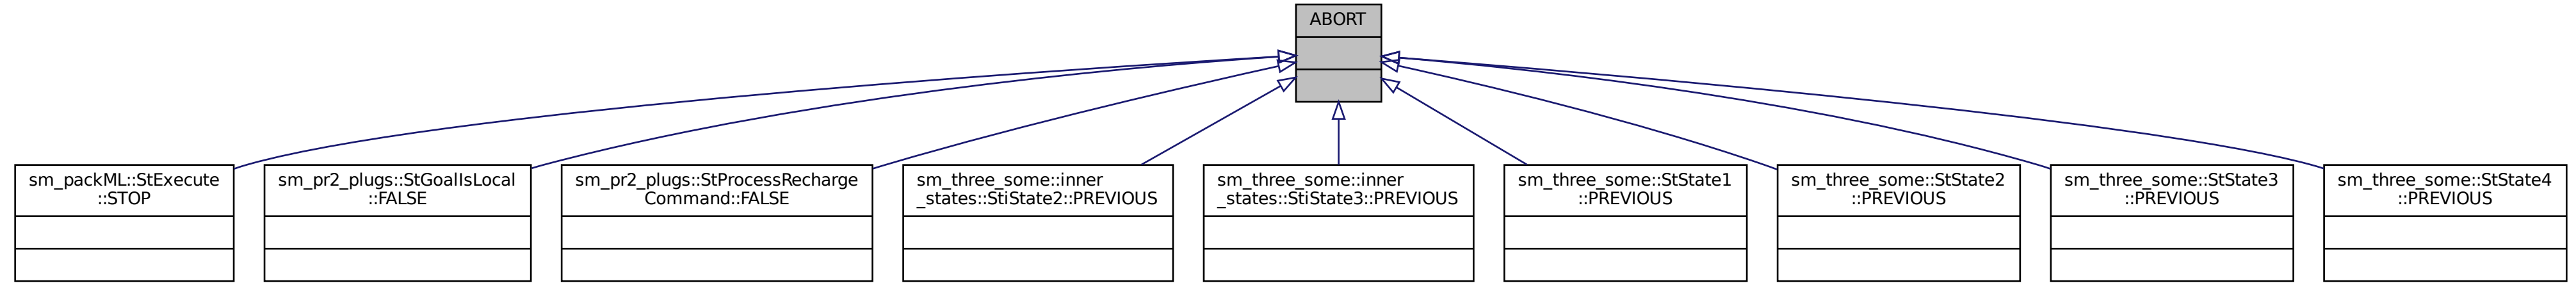 ABORT
sm_packML::StExecute
::STOP
sm_pr2_plugs::StGoalIsLocal
::FALSE
sm_pr2_plugs::StProcessRecharge
Command::FALSE
sm_three_some::inner
_states::StiState2::PREVIOUS
sm_three_some::inner
_states::StiState3::PREVIOUS
sm_three_some::StState1
::PREVIOUS
sm_three_some::StState2
::PREVIOUS
sm_three_some::StState3
::PREVIOUS
sm_three_some::StState4
::PREVIOUS